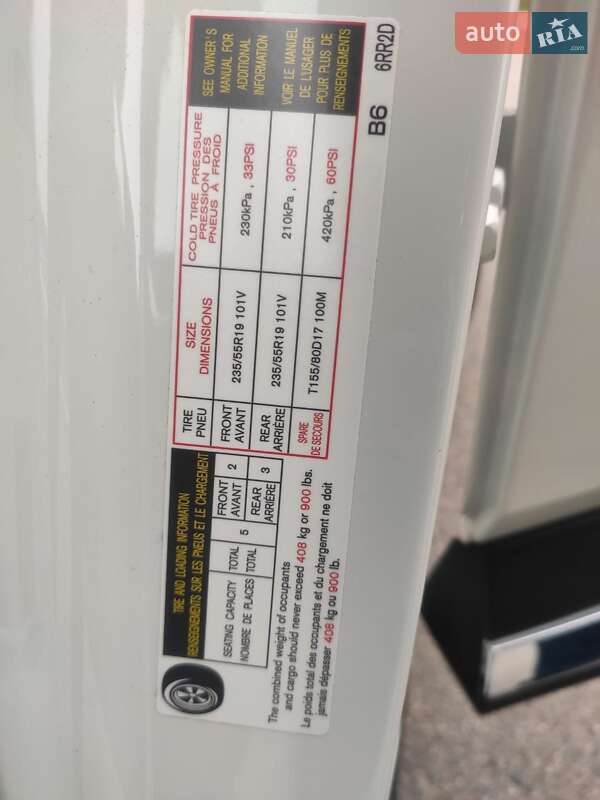 auto RIA .com
TIRE AND LOADING INFORMATION
RENSEIGNEMENTS SUR LES PNEUS ET LE CHARGEMENT
SEATING CAPACITY
NOMBRE DE PLACES
TOTAL
TOTAL
5
FRONT
AVANT
2
REAR
ARRIÈRE
3
The combined weight of occupants
and cargo should never exceed 408 kg or 900 lbs.
Le poids total des occupants et du chargement ne doit
jamais dépasser 408 kg ou 900 lb.
TIRE
PNEU
SIZE
DIMENSIONS
COLD TIRE PRESSURE
PRESSION DES
PNEUS À FROID
FRONT
AVANT
235/55R19 101V
230kPa , 33PSI
REAR
ARRIÈRE
235/55R19 101V
210kPa , 30PSI
SPARE
DE SECOURS
T155/80D17 100M
420kPa , 60PSI
SEE OWNER'S
MANUAL FOR
ADDITIONAL
INFORMATION
VOIR LE MANUEL
DE L'USAGER
POUR PLUS DE
RENSEIGNEMENTS
B6 6RR2D